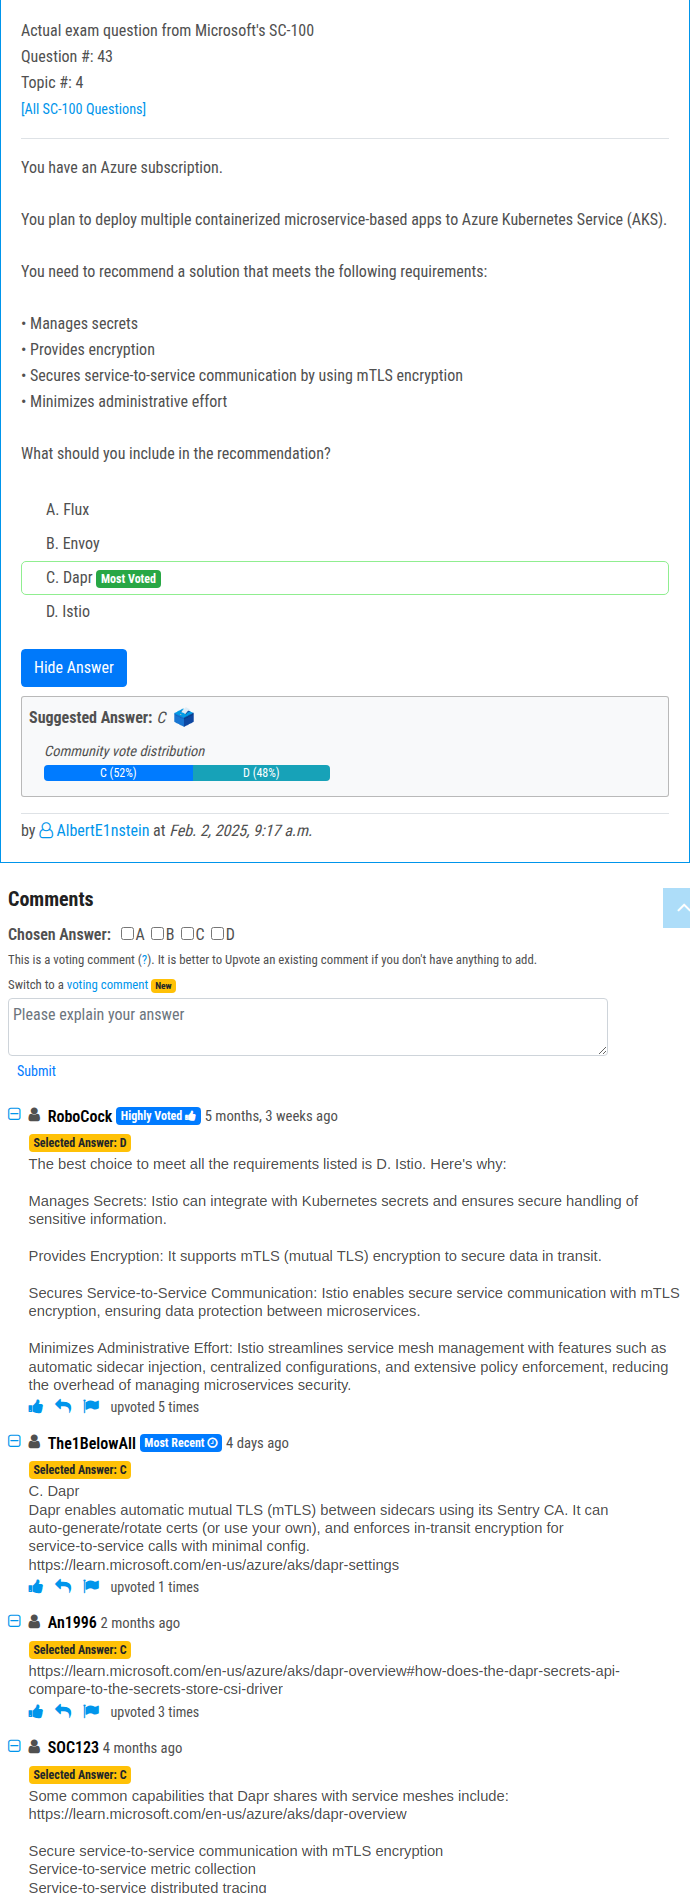 Actual exam question from Microsoft's SC-100
Question #: 43
Topic #: 4
[All SC-100 Questions]
You have an Azure subscription.
You plan to deploy multiple containerized microservice-based apps to Azure Kubernetes Service (AKS).
You need to recommend a solution that meets the following requirements:
• Manages secrets
• Provides encryption
• Secures service-to-service communication by using mTLS encryption
• Minimizes administrative effort
What should you include in the recommendation?
A. Flux
B. Envoy
C. Dapr Most Voted
D. Istio
Hide Answer
Suggested Answer: C
Community vote distribution
C (52%) D (48%)
by AlbertE1nstein at Feb. 2, 2025, 9:17 a.m.
Comments
Chosen Answer: A B C D
This is a voting comment (?). It is better to Upvote an existing comment if you don't have anything to add.
Switch to a voting comment New
Please explain your answer
Submit
RoboCock Highly Voted 5 months, 3 weeks ago
Selected Answer: D
The best choice to meet all the requirements listed is D. Istio. Here's why:
Manages Secrets: Istio can integrate with Kubernetes secrets and ensures secure handling of
sensitive information.
Provides Encryption: It supports mTLS (mutual TLS) encryption to secure data in transit.
Secures Service-to-Service Communication: Istio enables secure service communication with mTLS
encryption, ensuring data protection between microservices.
Minimizes Administrative Effort: Istio streamlines service mesh management with features such as
automatic sidecar injection, centralized configurations, and extensive policy enforcement, reducing
the overhead of managing microservices security.
upvoted 5 times
The1BelowAll Most Recent 4 days ago
Selected Answer: C
C. Dapr
Dapr enables automatic mutual TLS (mTLS) between sidecars using its Sentry CA. It can
auto-generate/rotate certs (or use your own), and enforces in-transit encryption for
service-to-service calls with minimal config.
https://learn.microsoft.com/en-us/azure/aks/dapr-settings
upvoted 1 times
An1996 2 months ago
Selected Answer: C
https://learn.microsoft.com/en-us/azure/aks/dapr-overview#how-does-the-dapr-secrets-api-
compare-to-the-secrets-store-csi-driver
upvoted 3 times
SOC123 4 months ago
Selected Answer: C
Some common capabilities that Dapr shares with service meshes include:
https://learn.microsoft.com/en-us/azure/aks/dapr-overview
Secure service-to-service communication with mTLS encryption
Service-to-service metric collection
Service-to-service distributed tracing